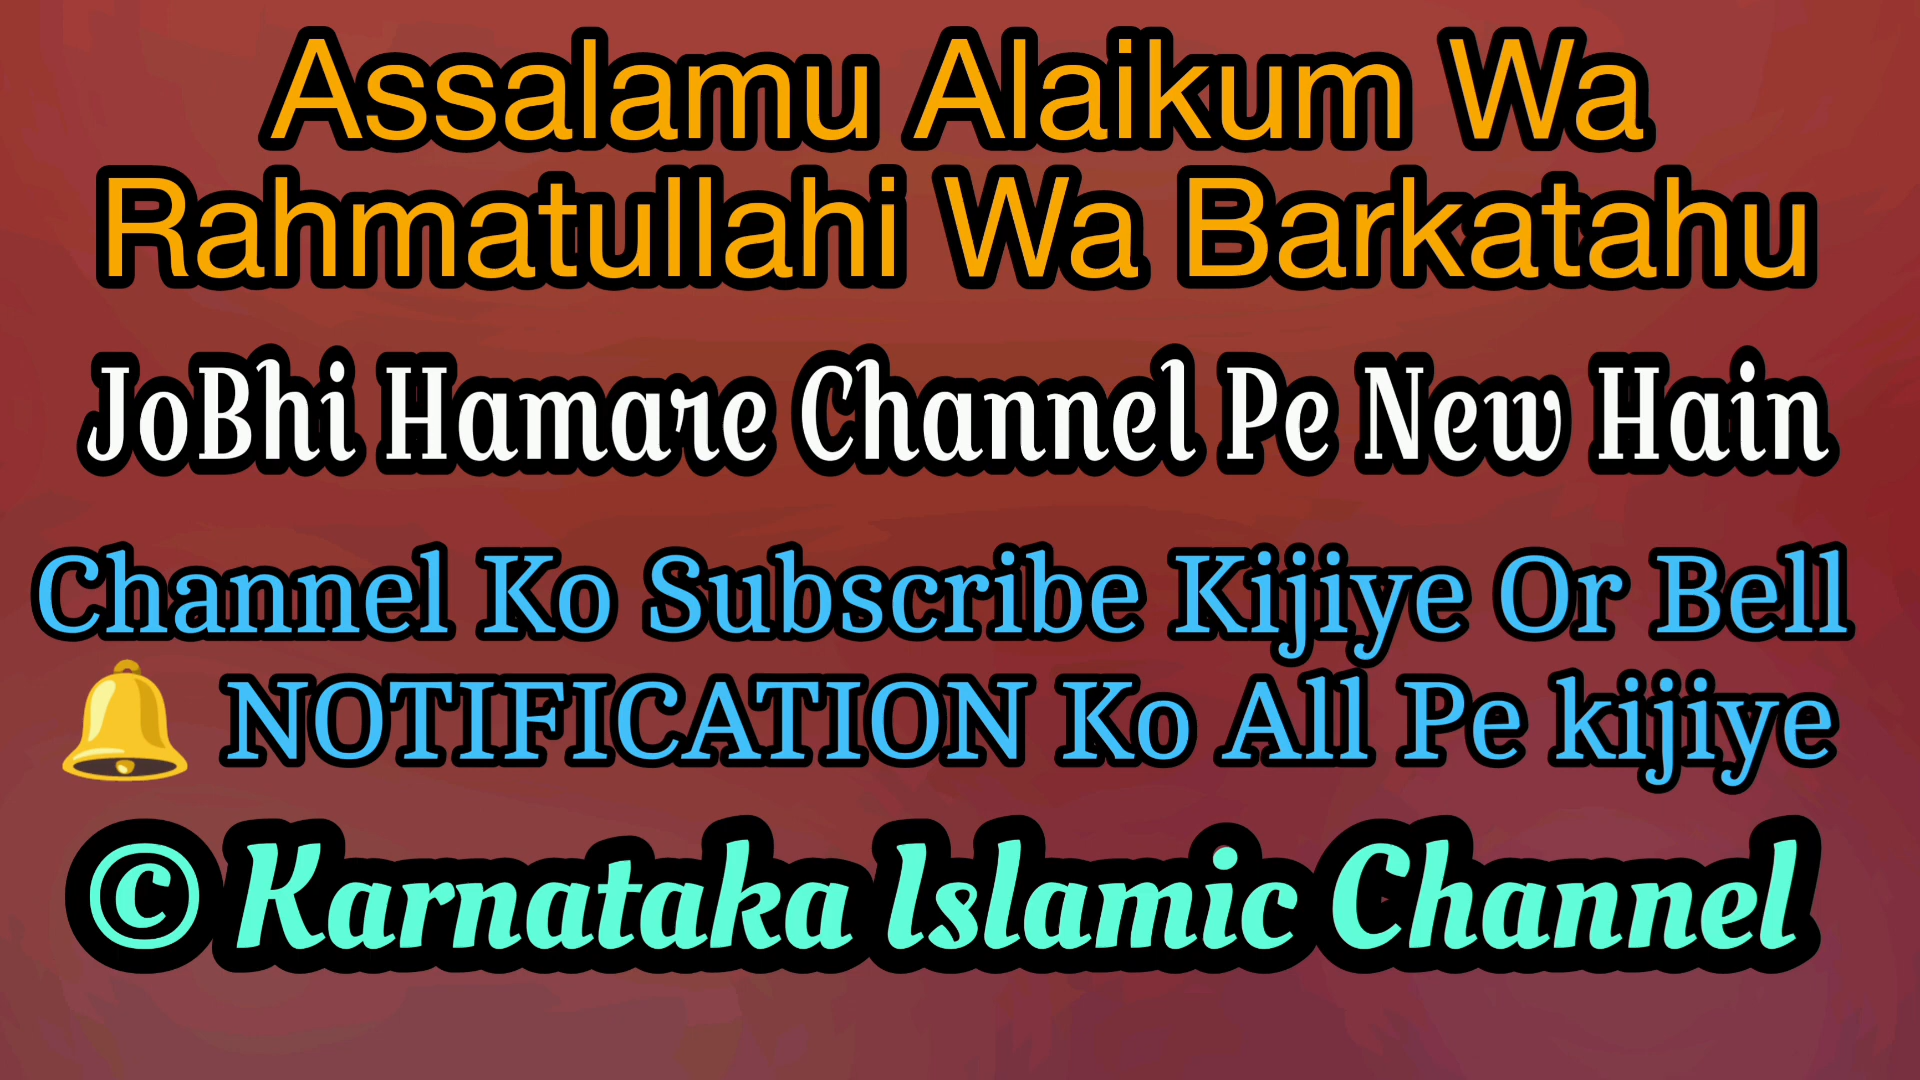 Assalamu Alaikum Wa
Rahmatullahi Wa Barkatahu
JoBhi Hamare Channel Pe New Hain
Channel Ko Subscribe Kijiye Or Bell
🔔 NOTIFICATION Ko All Pe kijiye
© Karnataka Islamic Channel